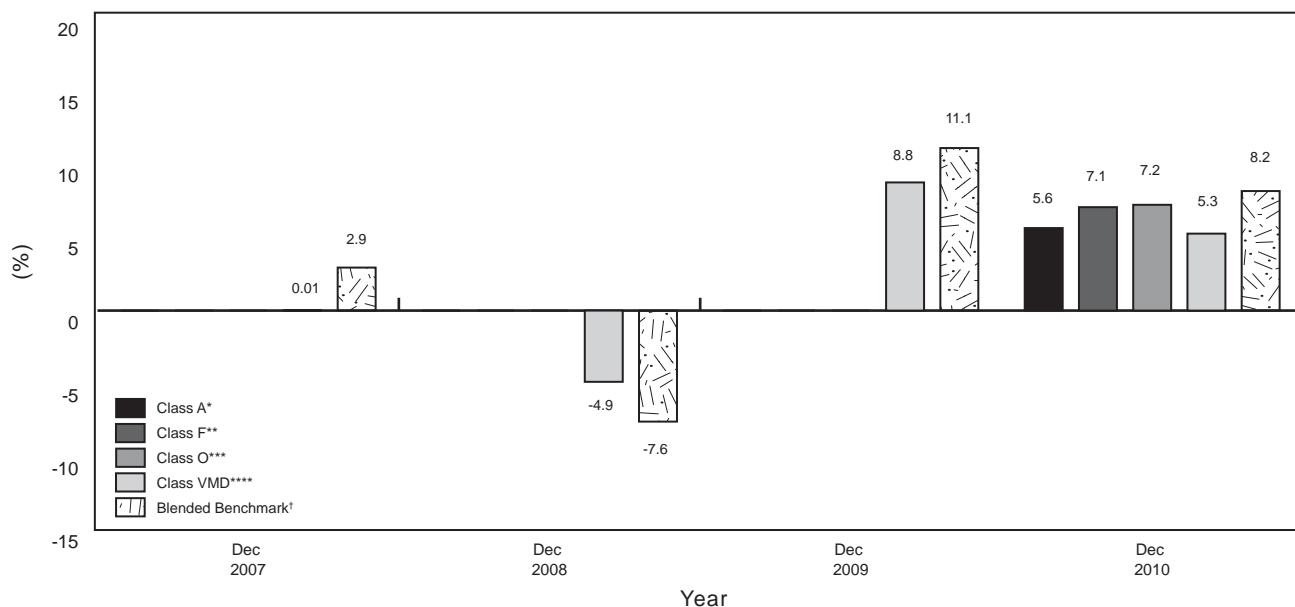 20
15
10
5
0
-5
-10
-15
(%)
0.01
2.9
-4.9
-7.6
8.8
11.1
5.6
7.1
7.2
5.3
8.2
Class A*
Class F**
Class O***
Class VMD****
Blended Benchmark†
Dec
2007
Dec
2008
Dec
2009
Dec
2010
Year